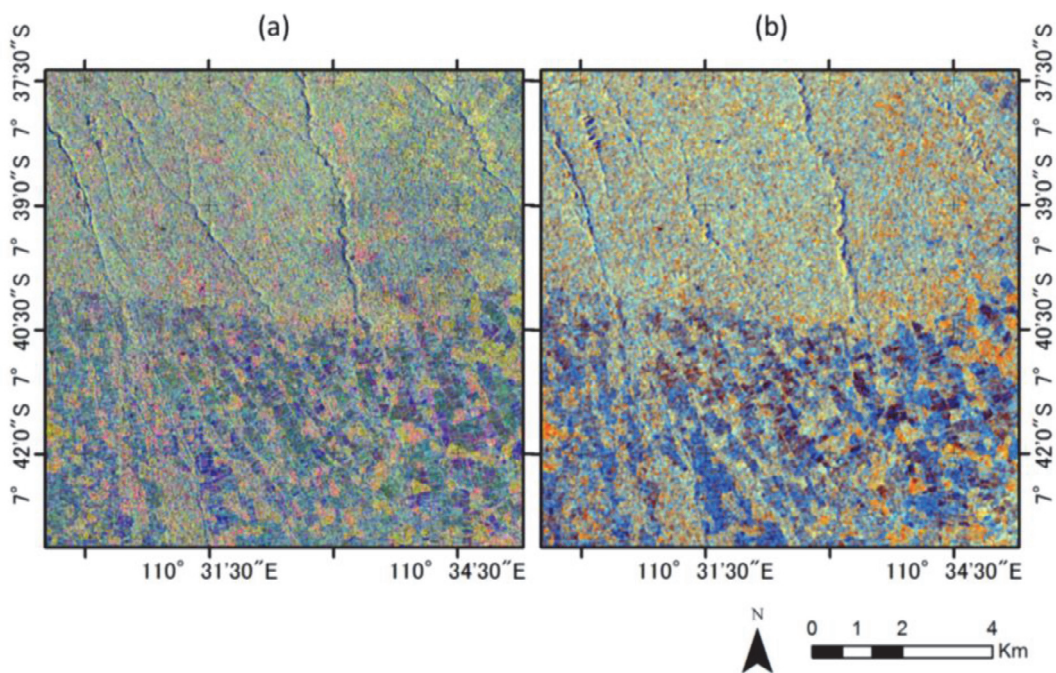 (a) (b)
37'30″S 37'30″S
7° 7°
39'0″S 39'0″S
7° 7°
40'30″S 40'30″S
7° 7°
42'0″S 42'0″S
7° 7°
110° 31'30″E 110° 34'30″E 110° 31'30″E 110° 34'30″E
N
0 1 2 4
Km